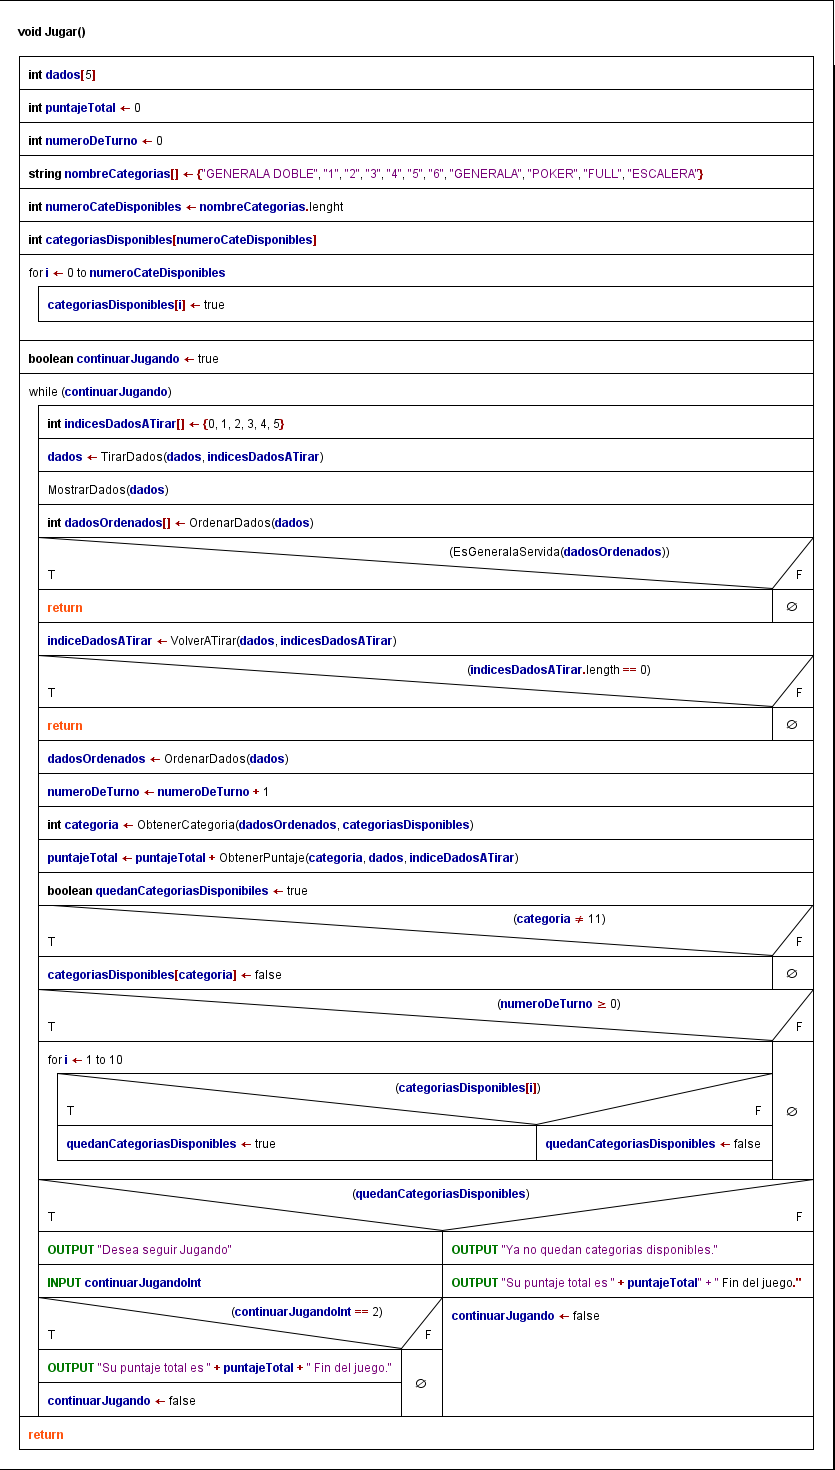 void Jugar()
int dados[5]
int puntajeTotal ← 0
int numeroDeTurno ← 0
string nombreCategorias[] ← {"GENERALA DOBLE", "1", "2", "3", "4", "5", "6", "GENERALA", "POKER", "FULL", "ESCALERA"}
int numeroCateDisponibles ← nombreCategorias.lenght
int categoriasDisponibles[numeroCateDisponibles]
for i ← 0 to numeroCateDisponibles
categoriasDisponibles[i] ← true
boolean continuarJugando ← true
while (continuarJugando)
int indicesDadosATirar[] ← {0, 1, 2, 3, 4, 5}
dados ← TirarDados(dados, indicesDadosATirar)
MostrarDados(dados)
int dadosOrdenados[] ← OrdenarDados(dados)
(EsGeneralaServida(dadosOrdenados))
T F
return ∅
indiceDadosATirar ← VolverATirar(dados, indicesDadosATirar)
(indicesDadosATirar.length == 0)
T F
return ∅
dadosOrdenados ← OrdenarDados(dados)
numeroDeTurno ← numeroDeTurno + 1
int categoria ← ObtenerCategoria(dadosOrdenados, categoriasDisponibles)
puntajeTotal ← puntajeTotal + ObtenerPuntaje(categoria, dados, indiceDadosATirar)
boolean quedanCategoriasDisponibiles ← true
(categoria ≠ 11)
T F
categoriasDisponibles[categoria] ← false ∅
(numeroDeTurno ≥ 0)
T F
for i ← 1 to 10
(categoriasDisponibles[i])
T F ∅
quedanCategoriasDisponibles ← true quedanCategoriasDisponibles ← false
(quedanCategoriasDisponibles)
T F
OUTPUT "Desea seguir Jugando" OUTPUT "Ya no quedan categorias disponibles."
INPUT continuarJugandoInt OUTPUT "Su puntaje total es " + puntajeTotal" + " Fin del juego."
(continuarJugandoInt == 2) continuarJugando ← false
T F
OUTPUT "Su puntaje total es " + puntajeTotal + " Fin del juego." ∅
continuarJugando ← false
return